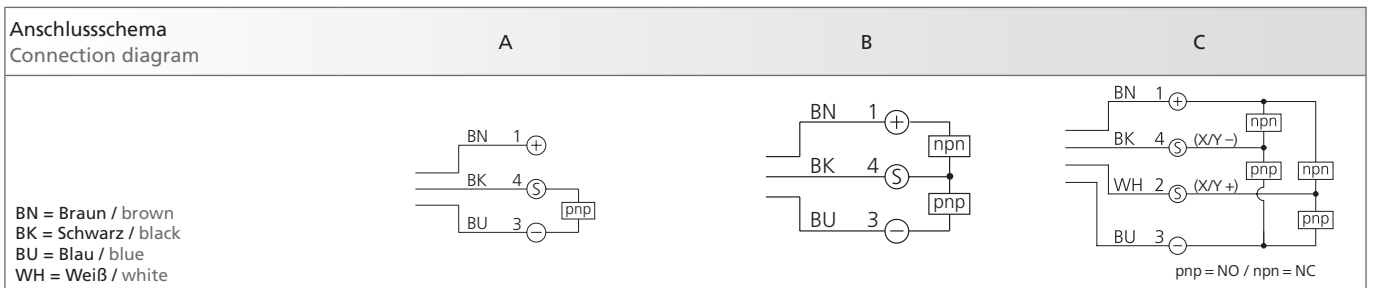 Anschlussschema
Connection diagram
A
B
C
BN = Braun / brown
BK = Schwarz / black
BU = Blau / blue
WH = Weiß / white
BN 1 +
BK 4 S
pnp
BU 3 −
BN 1 +
npn
BK 4 S
pnp
BU 3 −
BN 1 +
npn
BK 4 S (X/Y –)
pnp npn
WH 2 S (X/Y +)
pnp
BU 3 −
pnp = NO / npn = NC